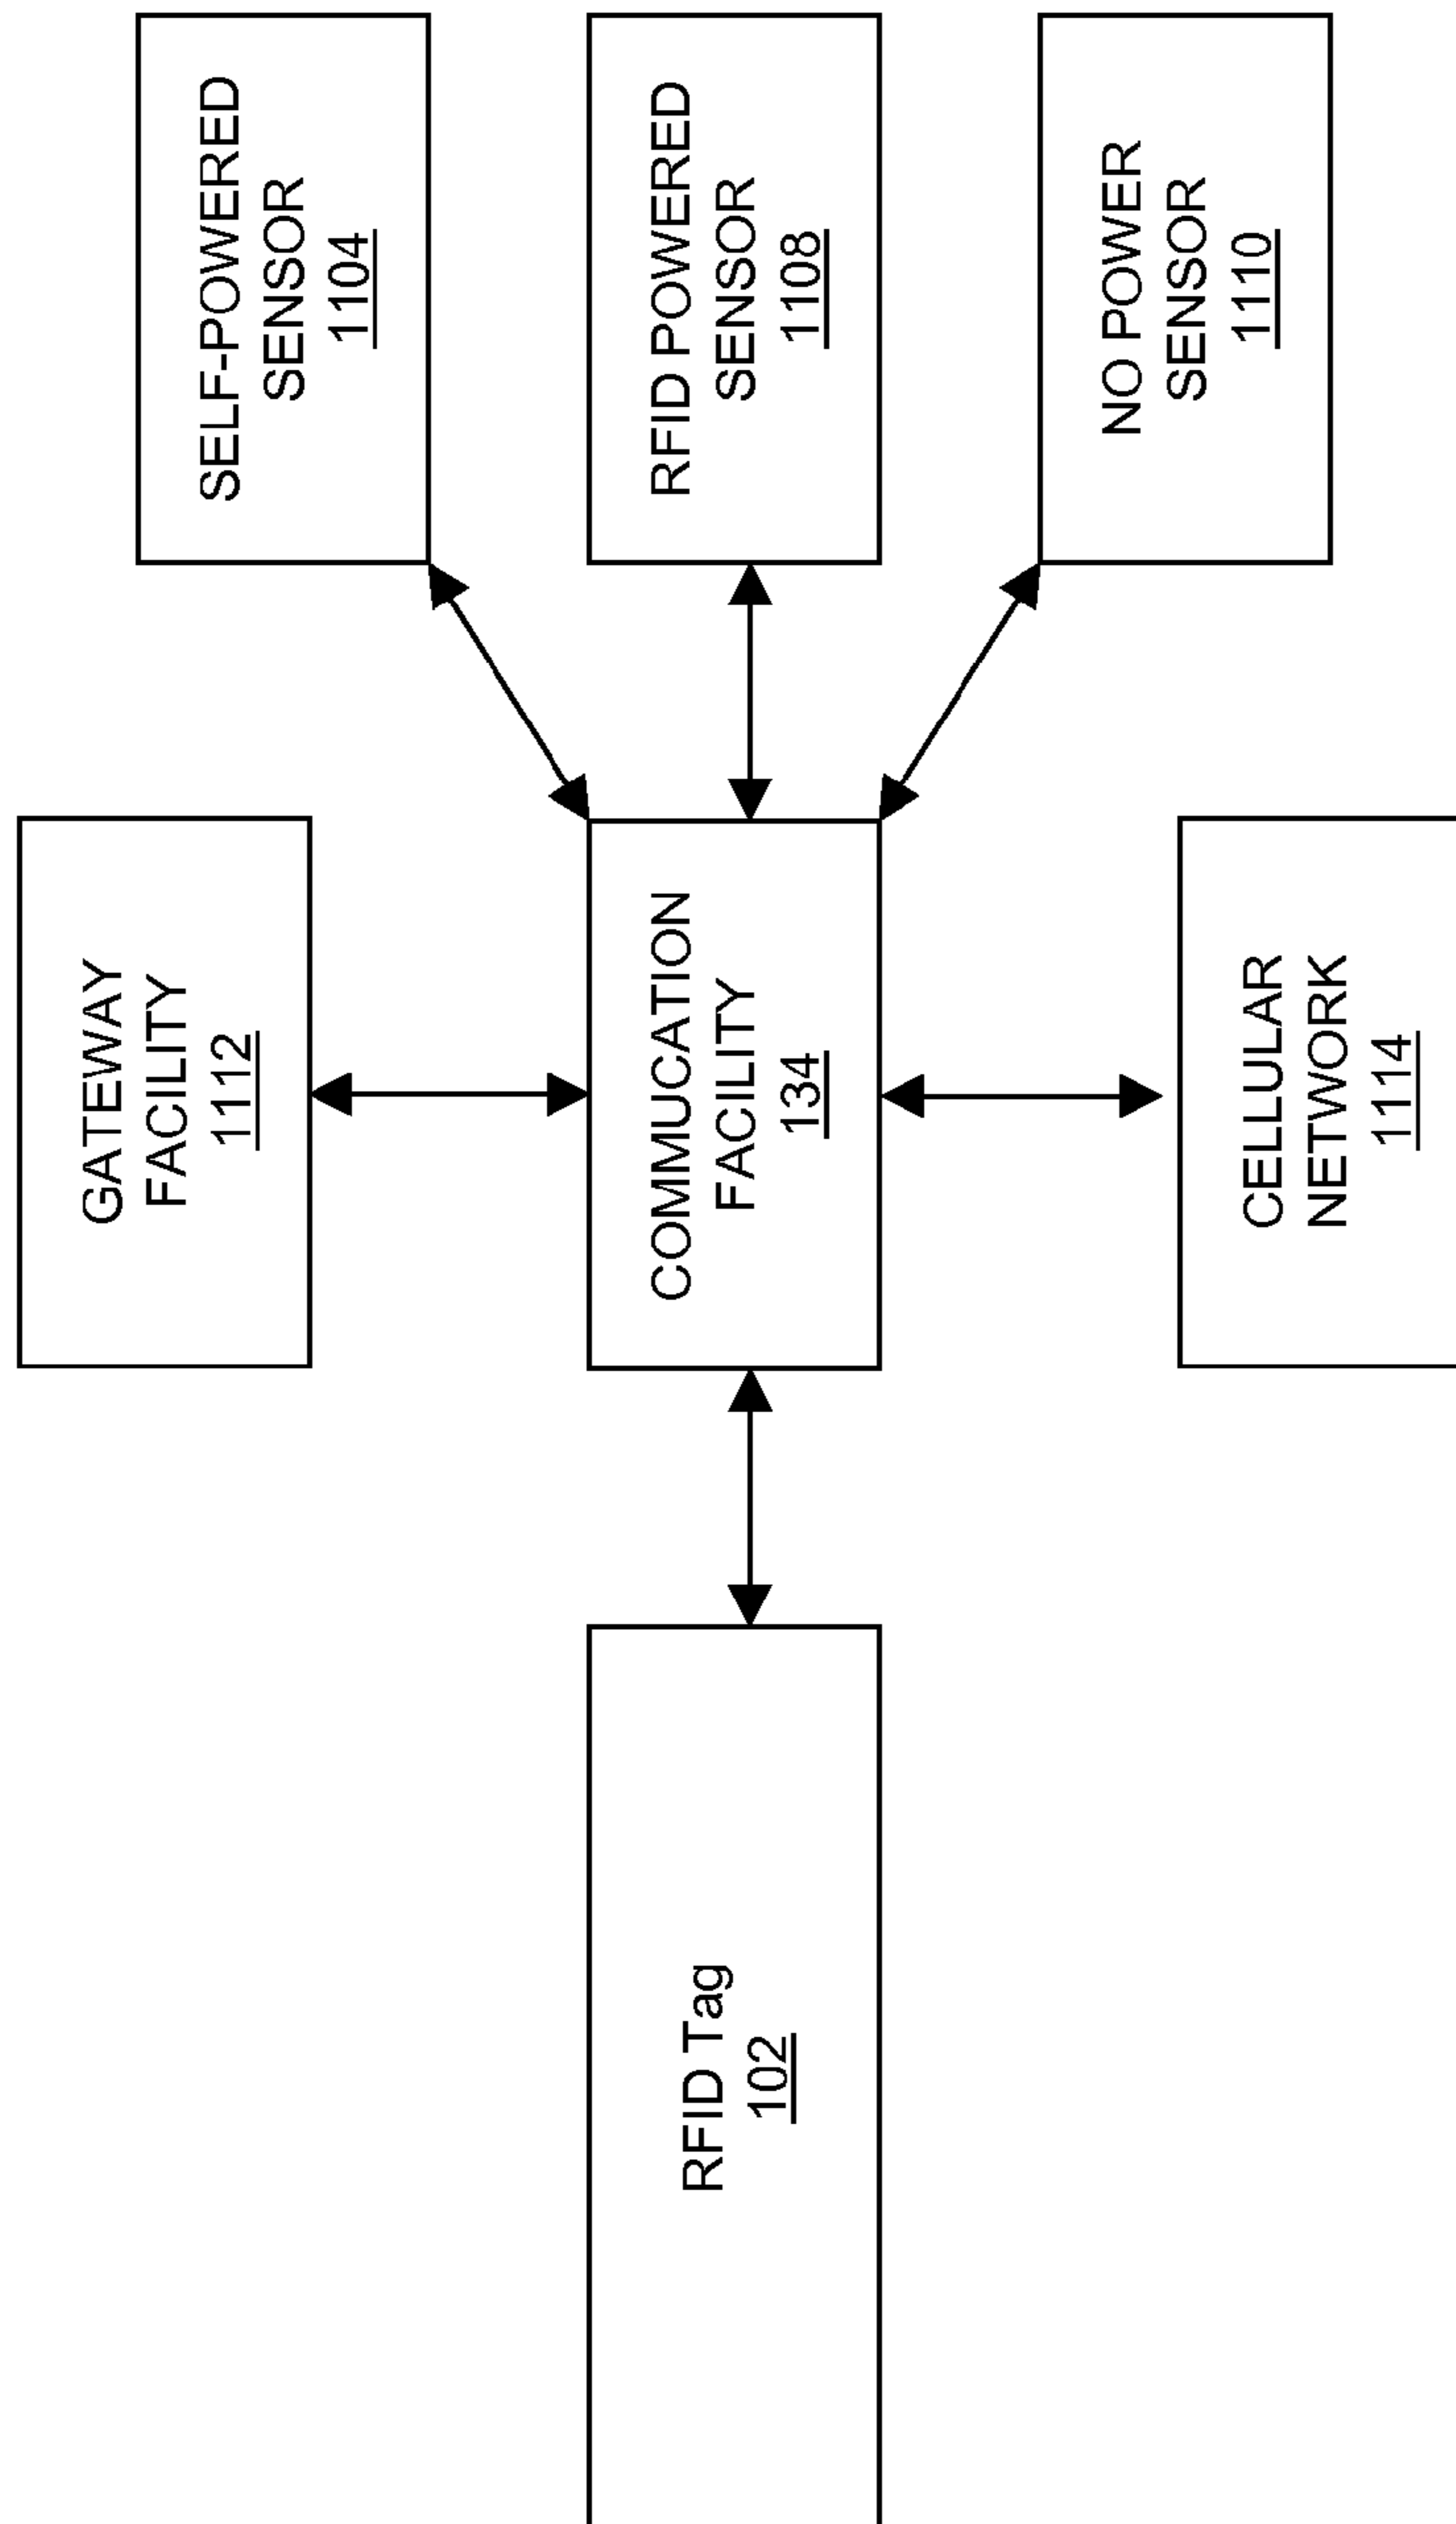 GATEWAY
FACILITY
1112
SELF-POWERED
SENSOR
1104
RFID Tag
102
COMMUCATION
FACILITY
134
RFID POWERED
SENSOR
1108
NO POWER
SENSOR
1110
CELLULAR
NETWORK
1114